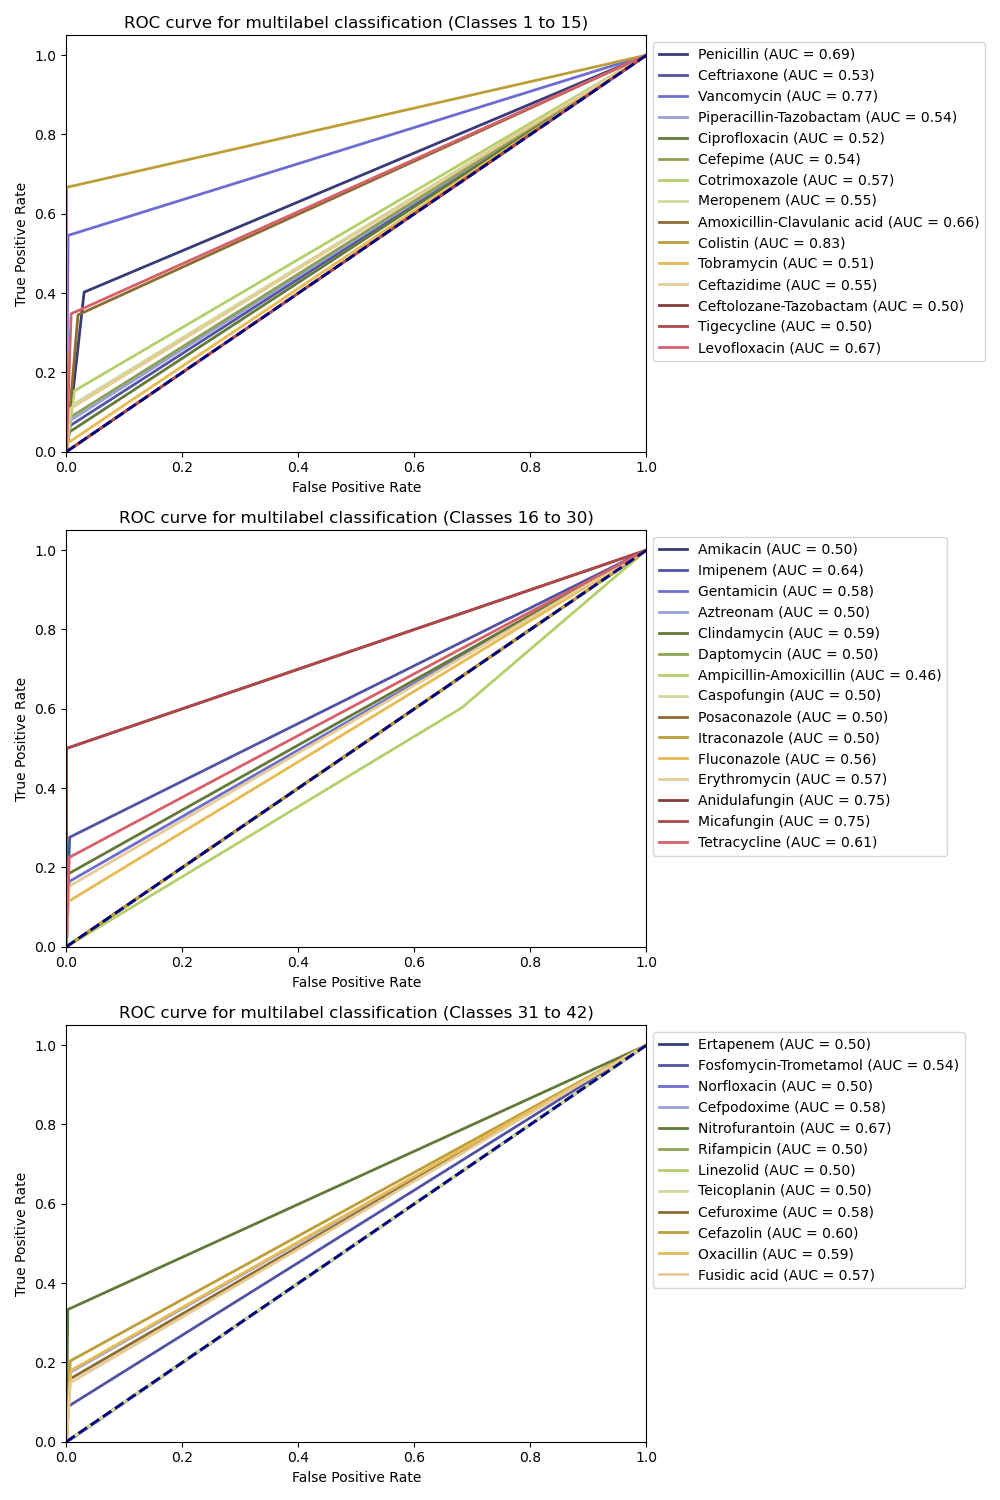 ROC curve for multilabel classification (Classes 1 to 15)
1.0
0.8
0.6
0.4
0.2
0.0
True Positive Rate
0.0 0.2 0.4 0.6 0.8 1.0
False Positive Rate
Penicillin (AUC = 0.69)
Ceftriaxone (AUC = 0.53)
Vancomycin (AUC = 0.77)
Piperacillin-Tazobactam (AUC = 0.54)
Ciprofloxacin (AUC = 0.52)
Cefepime (AUC = 0.54)
Cotrimoxazole (AUC = 0.57)
Meropenem (AUC = 0.55)
Amoxicillin-Clavulanic acid (AUC = 0.66)
Colistin (AUC = 0.83)
Tobramycin (AUC = 0.51)
Ceftazidime (AUC = 0.55)
Ceftolozane-Tazobactam (AUC = 0.50)
Tigecycline (AUC = 0.50)
Levofloxacin (AUC = 0.67)
ROC curve for multilabel classification (Classes 16 to 30)
1.0
0.8
0.6
0.4
0.2
0.0
True Positive Rate
0.0 0.2 0.4 0.6 0.8 1.0
False Positive Rate
Amikacin (AUC = 0.50)
Imipenem (AUC = 0.64)
Gentamicin (AUC = 0.58)
Aztreonam (AUC = 0.50)
Clindamycin (AUC = 0.59)
Daptomycin (AUC = 0.50)
Ampicillin-Amoxicillin (AUC = 0.46)
Caspofungin (AUC = 0.50)
Posaconazole (AUC = 0.50)
Itraconazole (AUC = 0.50)
Fluconazole (AUC = 0.56)
Erythromycin (AUC = 0.57)
Anidulafungin (AUC = 0.75)
Micafungin (AUC = 0.75)
Tetracycline (AUC = 0.61)
ROC curve for multilabel classification (Classes 31 to 42)
1.0
0.8
0.6
0.4
0.2
0.0
True Positive Rate
0.0 0.2 0.4 0.6 0.8 1.0
False Positive Rate
Ertapenem (AUC = 0.50)
Fosfomycin-Trometamol (AUC = 0.54)
Norfloxacin (AUC = 0.50)
Cefpodoxime (AUC = 0.58)
Nitrofurantoin (AUC = 0.67)
Rifampicin (AUC = 0.50)
Linezolid (AUC = 0.50)
Teicoplanin (AUC = 0.50)
Cefuroxime (AUC = 0.58)
Cefazolin (AUC = 0.60)
Oxacillin (AUC = 0.59)
Fusidic acid (AUC = 0.57)